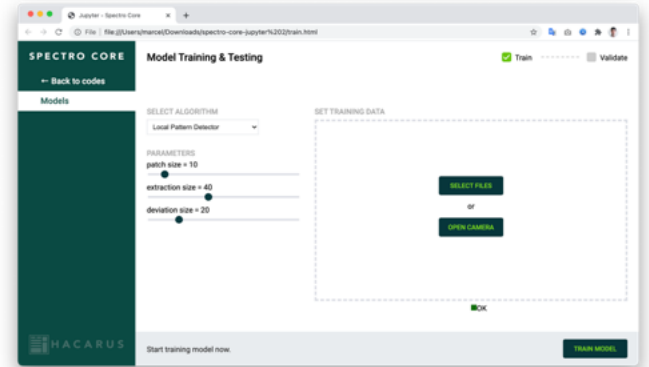 Jupyter - Spectro Core
File | file:///Users/marcel/Downloads/spectro-core-jupyter%202/train.html
SPECTRO CORE
← Back to codes
Models
HACARUS
Model Training & Testing
Train
Validate
SELECT ALGORITHM
Local Pattern Detector
PARAMETERS
patch size = 10
extraction size = 40
deviation size = 20
SET TRAINING DATA
SELECT FILES
or
OPEN CAMERA
OK
Start training model now.
TRAIN MODEL